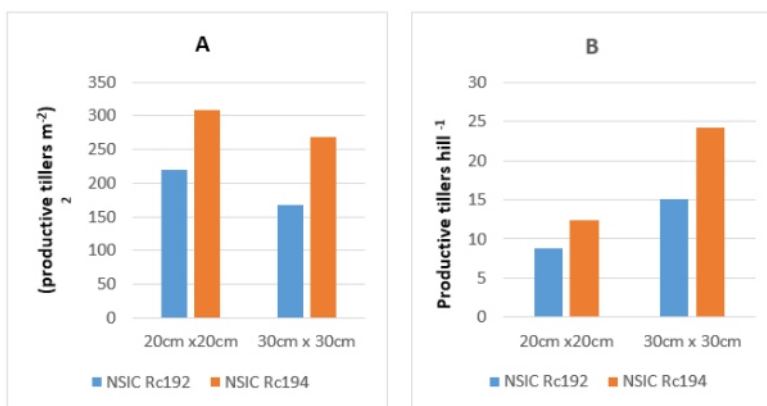 A
(productive tillers m-2)
2
350
300
250
200
150
100
50
0
20cm x20cm 30cm x 30cm
NSIC Rc192 NSIC Rc194
B
Productive tillers hill -1
30
25
20
15
10
5
0
20cm x20cm 30cm x 30cm
NSIC Rc192 NSIC Rc194